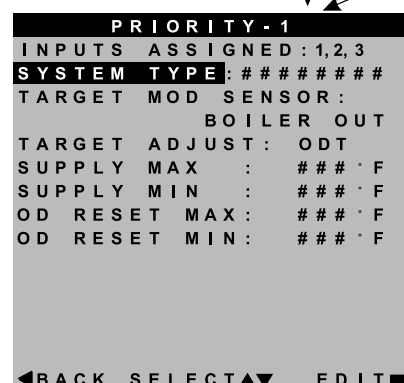 PRIORITY-1
INPUTS ASSIGNED:1,2,3
SYSTEM TYPE:########
TARGET MOD SENSOR:
BOILER OUT
TARGET ADJUST: ODT
SUPPLY MAX : ###°F
SUPPLY MIN : ###°F
OD RESET MAX: ###°F
OD RESET MIN: ###°F
◀BACK SELECT▲▼ EDIT■